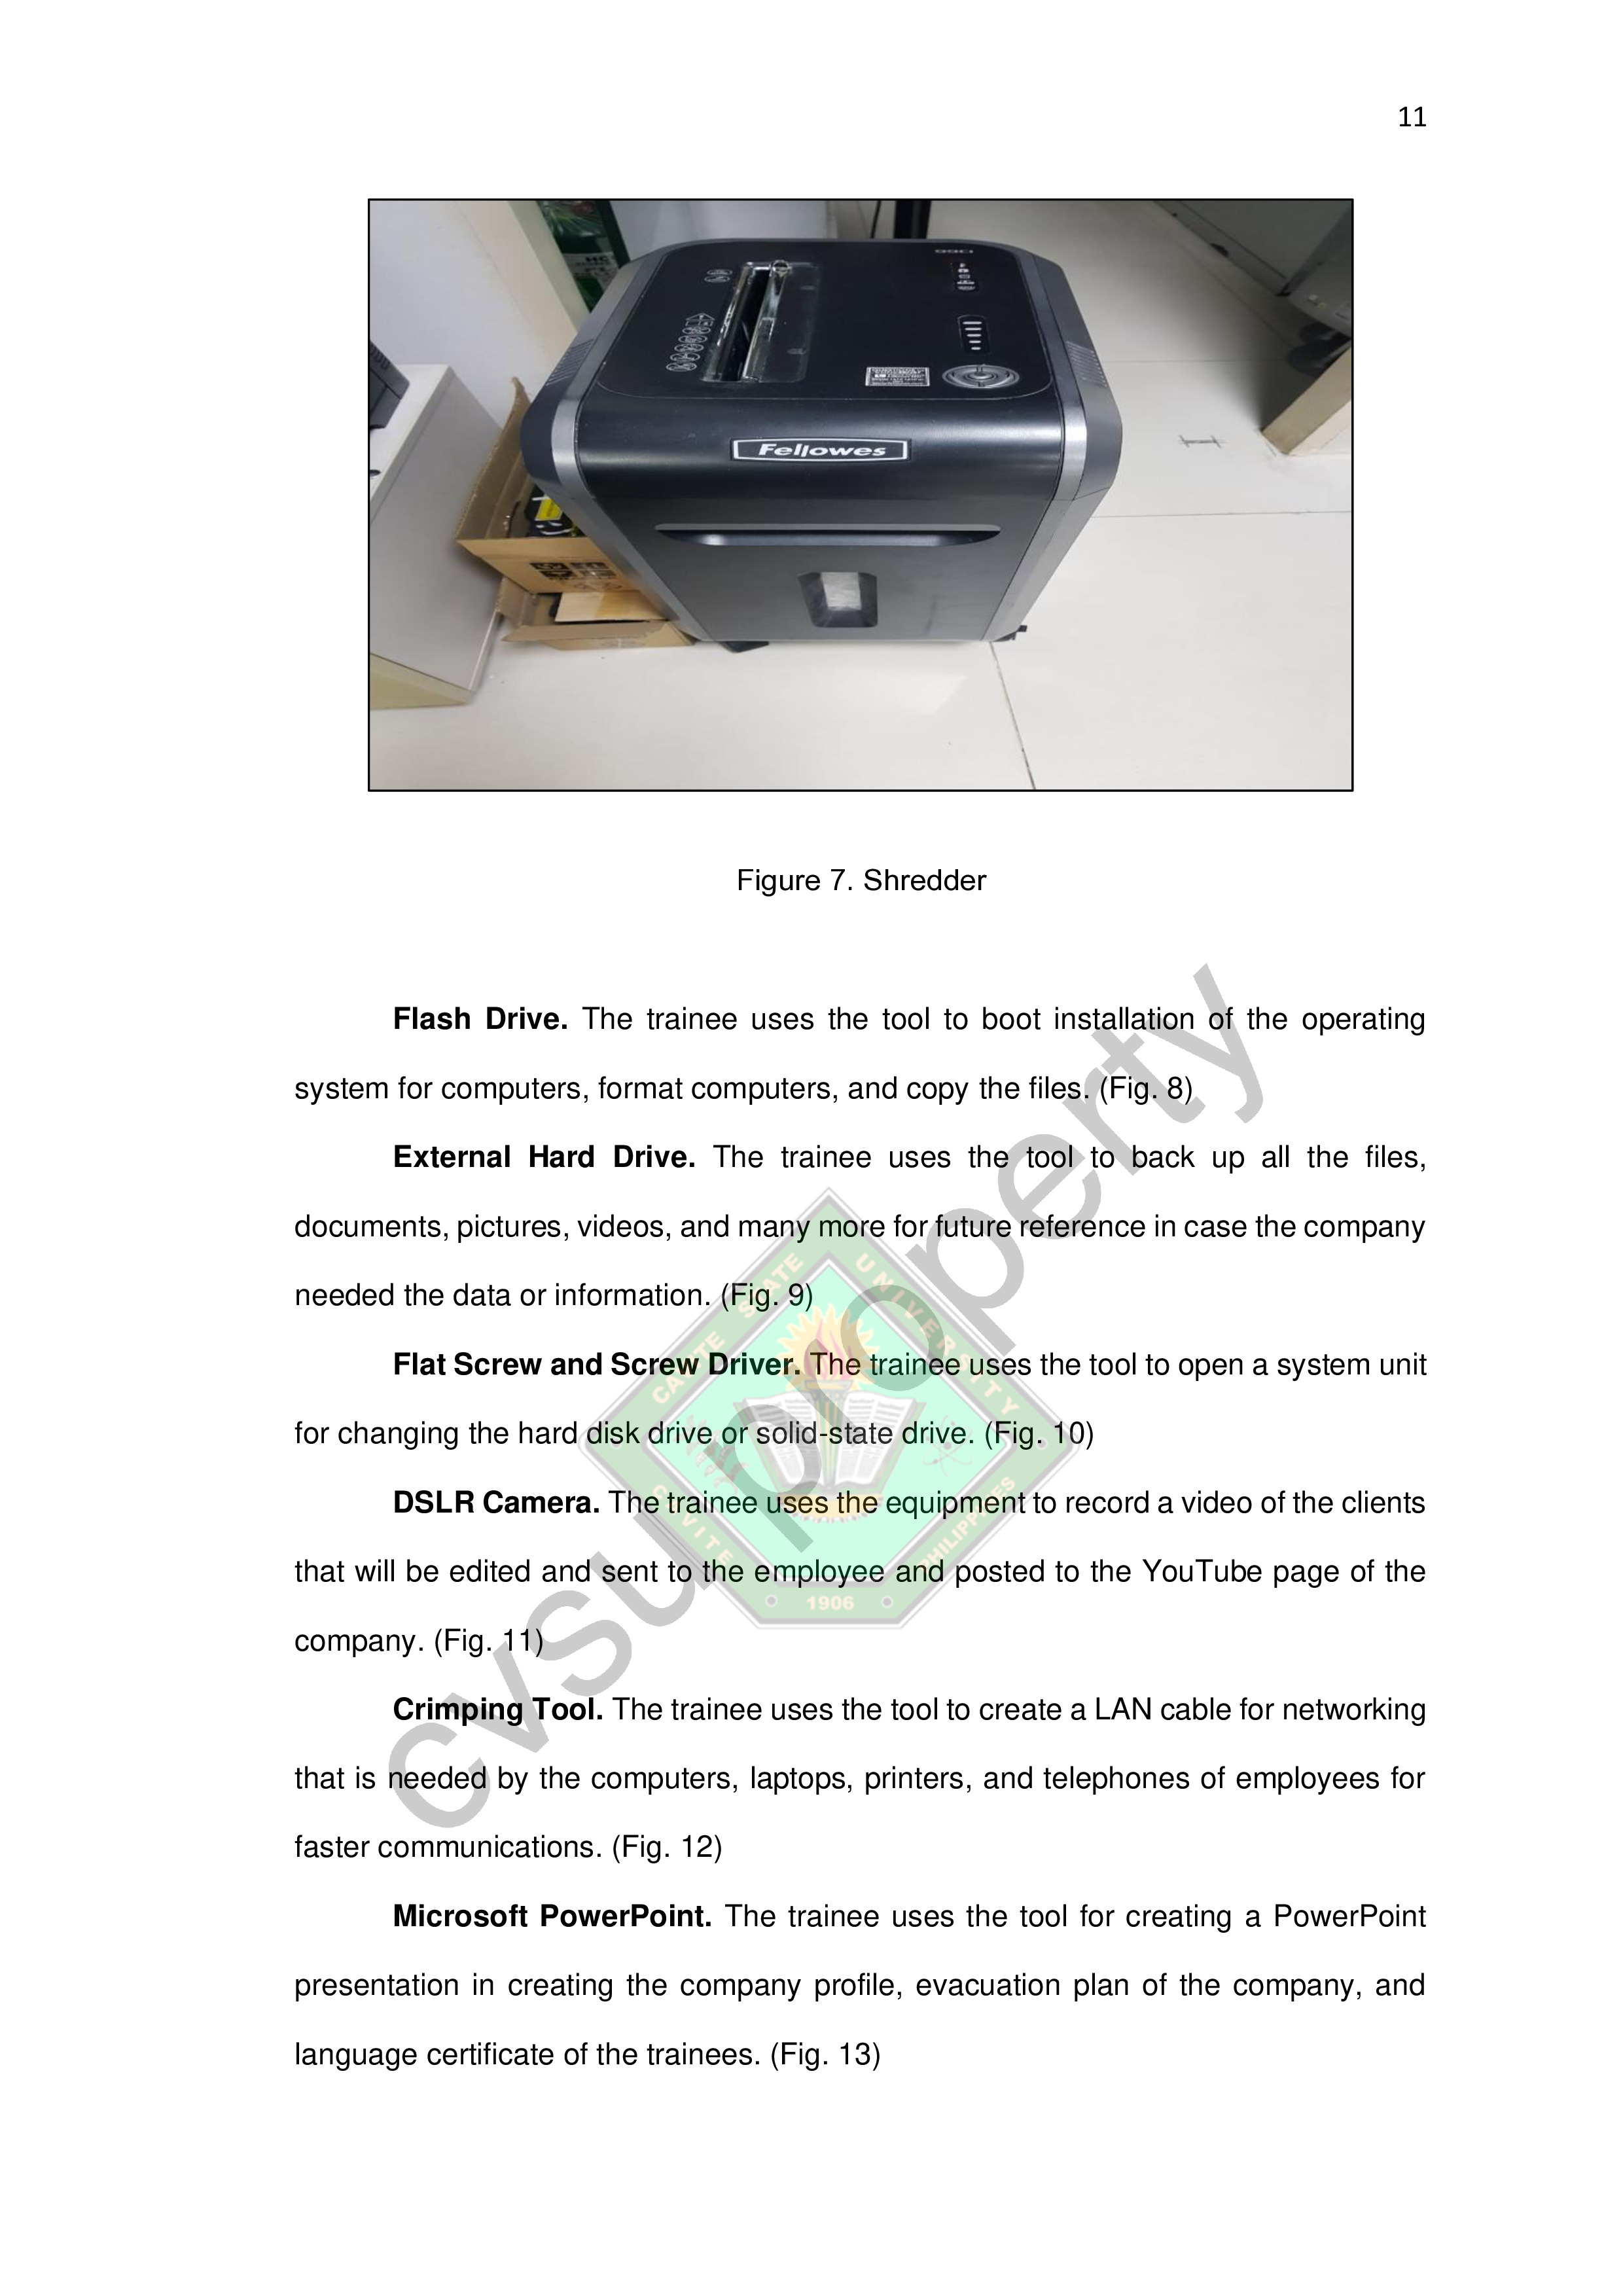 11
99Ci
Fellowes
Figure 7. Shredder
Flash Drive. The trainee uses the tool to boot installation of the operating
system for computers, format computers, and copy the files. (Fig. 8)
External Hard Drive. The trainee uses the tool to back up all the files,
documents, pictures, videos, and many more for future reference in case the company
needed the data or information. (Fig. 9)
Flat Screw and Screw Driver. The trainee uses the tool to open a system unit
for changing the hard disk drive or solid-state drive. (Fig. 10)
DSLR Camera. The trainee uses the equipment to record a video of the clients
that will be edited and sent to the employee and posted to the YouTube page of the
company. (Fig. 11)
Crimping Tool. The trainee uses the tool to create a LAN cable for networking
that is needed by the computers, laptops, printers, and telephones of employees for
faster communications. (Fig. 12)
Microsoft PowerPoint. The trainee uses the tool for creating a PowerPoint
presentation in creating the company profile, evacuation plan of the company, and
language certificate of the trainees. (Fig. 13)
cvsu property
CAVITE STATE UNIVERSITY
CAVITE PHILIPPINES
1906